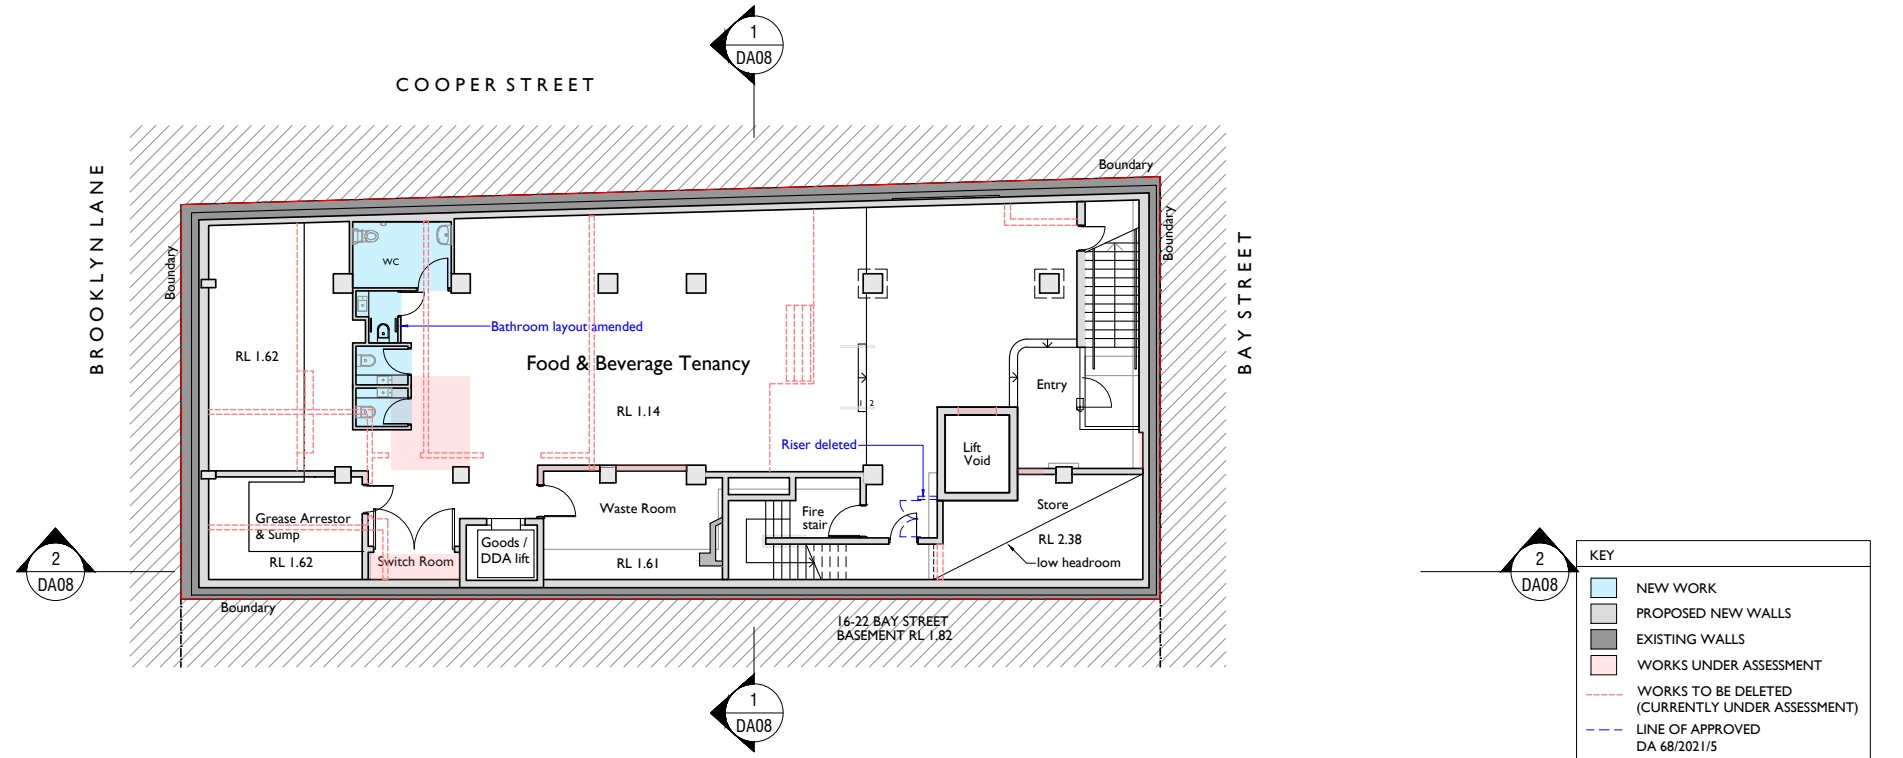 1
DA08
COOPER STREET
BROOKLYN LANE
Boundary
Boundary
Boundary
BAY STREET
WC
Bathroom layout amended
RL 1.62
Food & Beverage Tenancy
RL 1.14
Entry
1 2
Riser deleted
Lift
Void
Grease Arrestor
& Sump
RL 1.62
Switch Room
Goods /
DDA lift
Waste Room
RL 1.61
Fire
stair
Store
RL 2.38
low headroom
2
DA08
2
DA08
Boundary
16-22 BAY STREET
BASEMENT RL 1.82
1
DA08
KEY
NEW WORK
PROPOSED NEW WALLS
EXISTING WALLS
WORKS UNDER ASSESSMENT
WORKS TO BE DELETED
(CURRENTLY UNDER ASSESSMENT)
LINE OF APPROVED
DA 68/2021/5